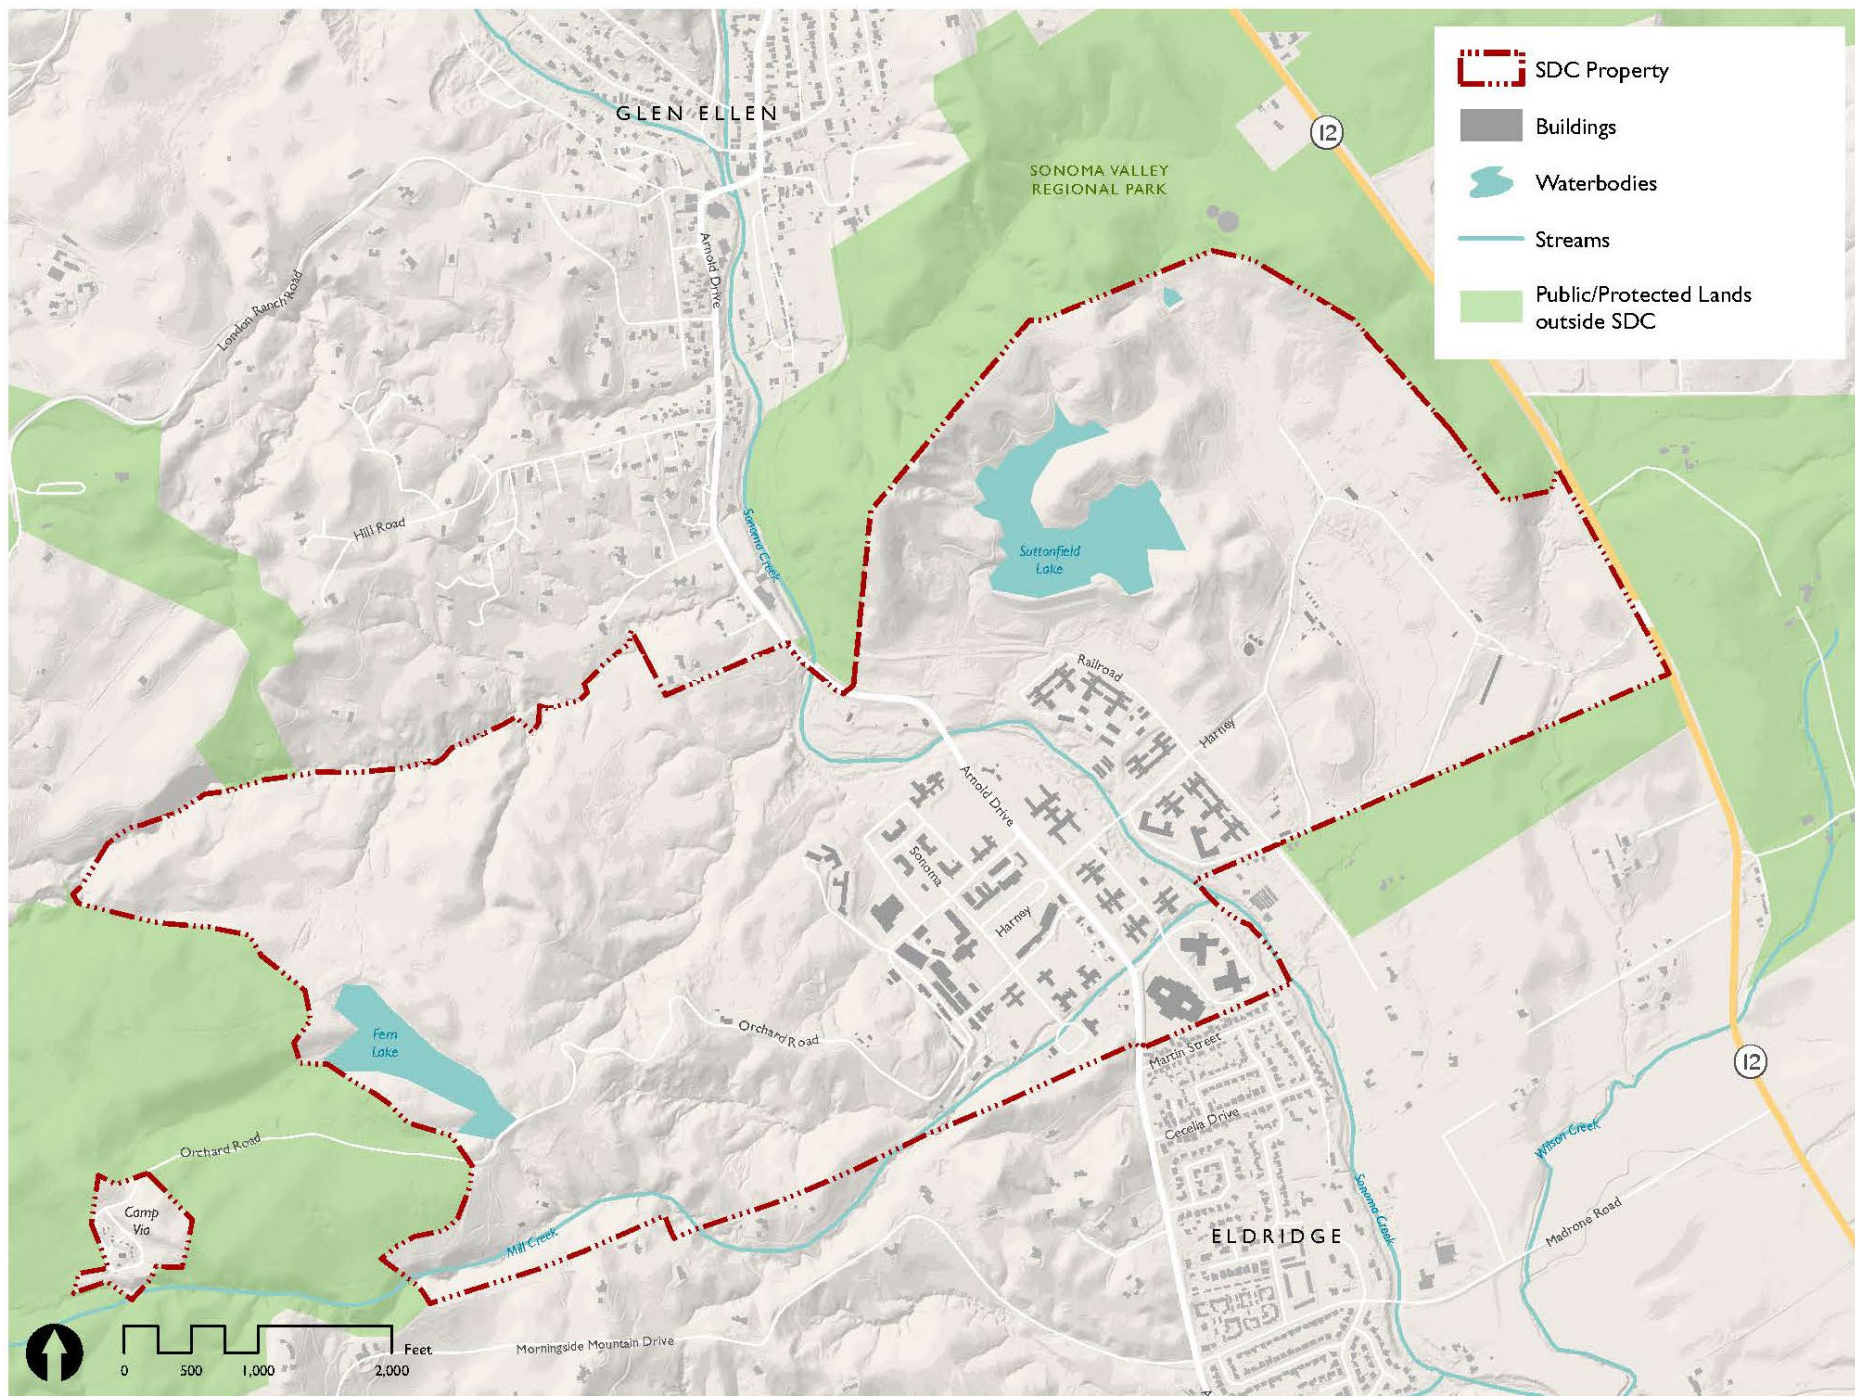 GLEN ELLEN
SONOMA VALLEY
REGIONAL PARK
12
SDC Property
Buildings
Waterbodies
Streams
Public/Protected Lands
outside SDC
London Ranch Road
Arnold Drive
Hill Road
Sonoma Creek
Suttonfield
Lake
Railroad
Harney
Arnold Drive
Sonoma
Harney
Fern
Lake
Orchard Road
Martin Street
Cecelia Drive
12
Orchard Road
Camp
Via
Mill Creek
ELDRIDGE
Sonoma Creek
Wilson Creek
Madrone Road
Morningside Mountain Drive
0 500 1,000 2,000
Feet
A